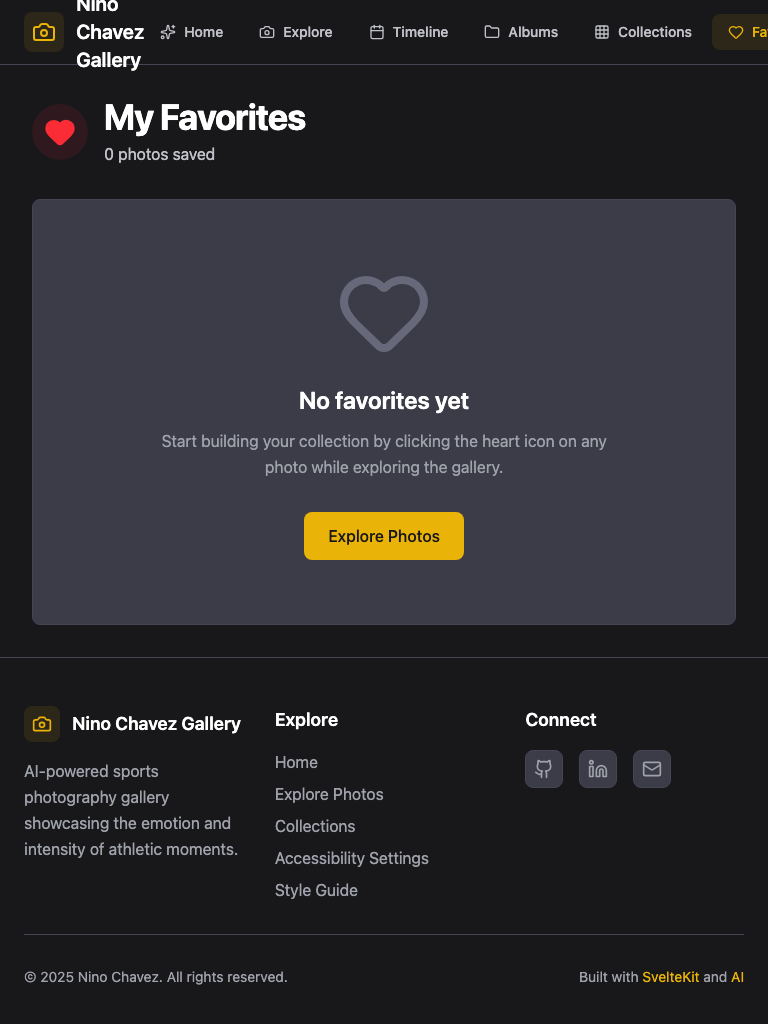 Nino
Chavez
Gallery
Home
Explore
Timeline
Albums
Collections
Fa
My Favorites
0 photos saved
No favorites yet
Start building your collection by clicking the heart icon on any
photo while exploring the gallery.
Explore Photos
Nino Chavez Gallery
AI-powered sports
photography gallery
showcasing the emotion and
intensity of athletic moments.
Explore
Home
Explore Photos
Collections
Accessibility Settings
Style Guide
Connect
© 2025 Nino Chavez. All rights reserved.
Built with SvelteKit and AI